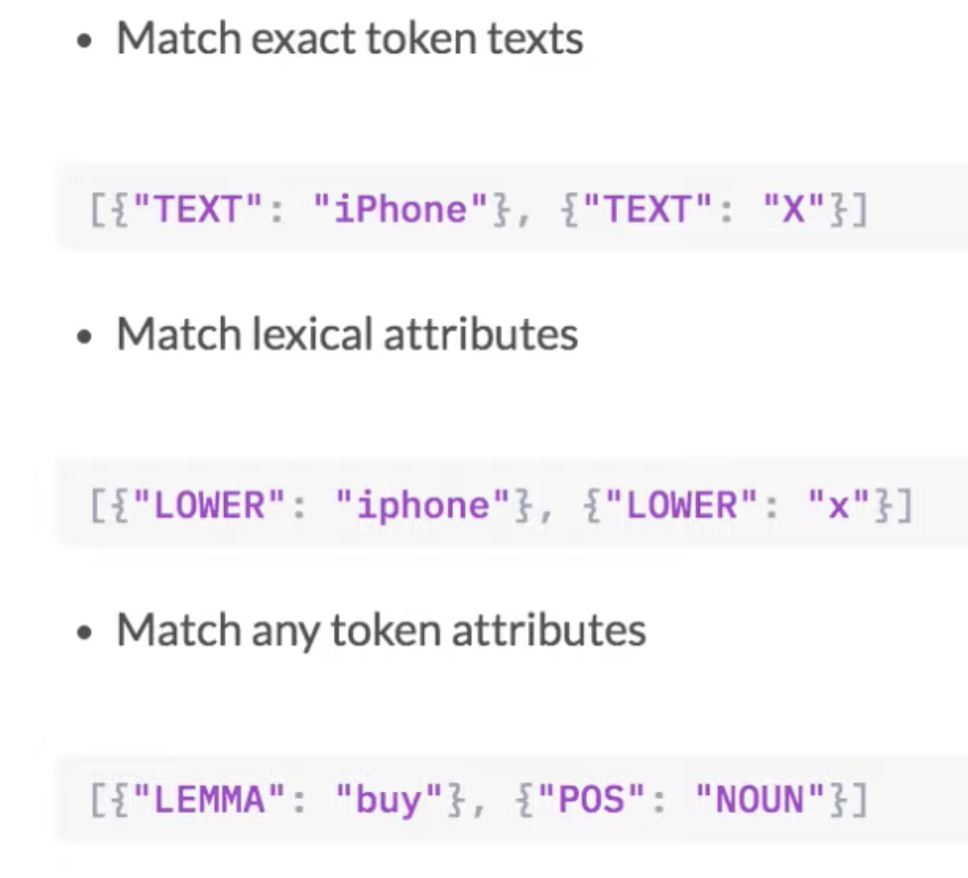 • Match exact token texts
[{"TEXT": "iPhone"}, {"TEXT": "X"}]
• Match lexical attributes
[{"LOWER": "iphone"}, {"LOWER": "x"}]
• Match any token attributes
[{"LEMMA": "buy"}, {"POS": "NOUN"}]